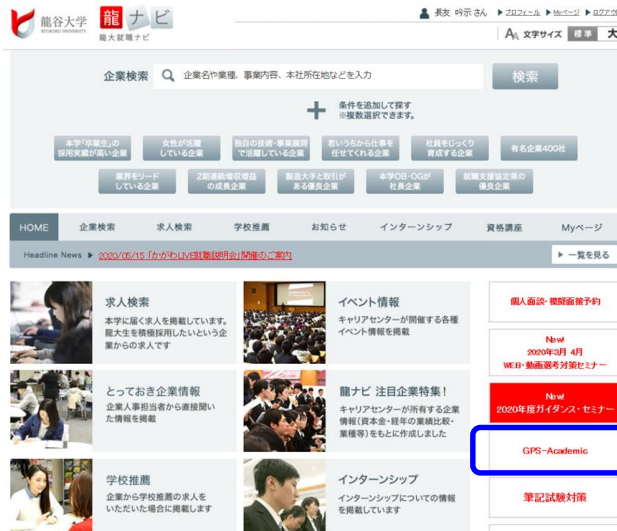 龍谷大学
RYUKOKU UNIVERSITY
龍ナビ
龍大就職ナビ
長友 吟示 さん ▶プロフィール ▶Myページ ▶ログアウ
AA 文字サイズ 標準 大
企業検索 企業名や業種、事業内容、本社所在地などを入力 検索
条件を追加して探す
※複数選択できます。
本学「卒業生」の
採用実績が高い企業
女性が活躍
している企業
独自の技術・事業展開
で活躍している企業
若いうちから仕事を
任せてくれる企業
社員をじっくり
育成する企業
有名企業400社
業界をリード
している企業
2期連続増収増益
の成長企業
製造大手と取引が
ある優良企業
本学OB・OGが
社長企業
就職支援協定県の
優良企業
HOME 企業検索 求人検索 学校推薦 お知らせ インターンシップ 資格講座 Myページ
Headline News ▶ 2020/05/15 「かがわLIVE就職説明会」開催のご案内 ▶ 一覧を見る
求人検索
本学に届く求人を掲載しています。
龍大生を積極採用したいという企
業からの求人です
イベント情報
キャリアセンターが開催する各種
イベント情報を掲載
個人面談・模擬面接予約
New!
2020年3月 4月
WEB・動画選考対策セミナー
とっておき企業情報
企業人事担当者から直接聞い
た情報を掲載
龍ナビ 注目企業特集!
キャリアセンターが所有する企業
情報(資本金・経年の業績比較・
業種等)をもとに作成しました
New!
2020年度ガイダンス・セミナー
GPS-Academic
学校推薦
企業から学校推薦の求人を
いただいた場合に掲載します
インターンシップ
インターンシップについての情報
を掲載しています
筆記試験対策